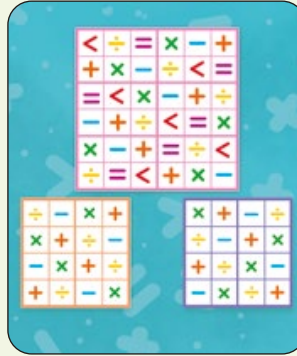 < ÷ = × − +
+ × − ÷ < =
= < × − + ÷
− + ÷ < = ×
× − + = ÷ <
÷ = < + × −
÷ − × +
× + ÷ −
− × + ÷
+ ÷ − ×
× + − ÷
÷ − + ×
+ ÷ × −
− × ÷ +